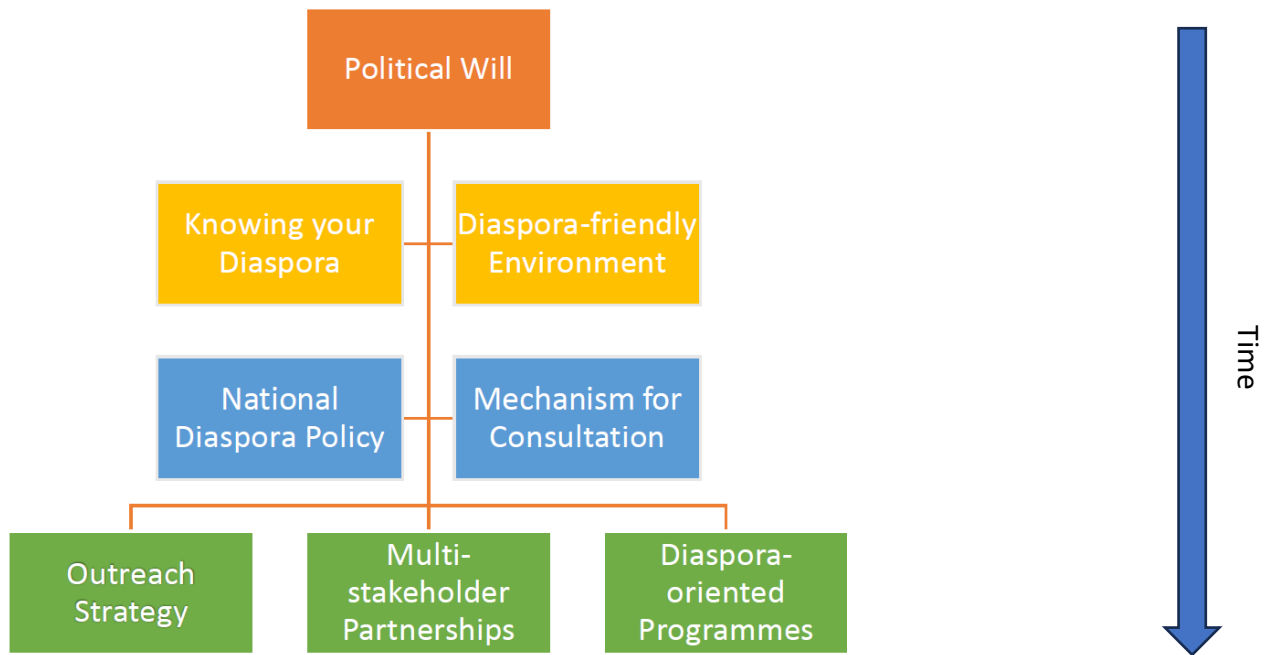 Political Will
Knowing your
Diaspora
Diaspora-friendly
Environment
National
Diaspora Policy
Mechanism for
Consultation
Outreach
Strategy
Multi-
stakeholder
Partnerships
Diaspora-
oriented
Programmes
Time